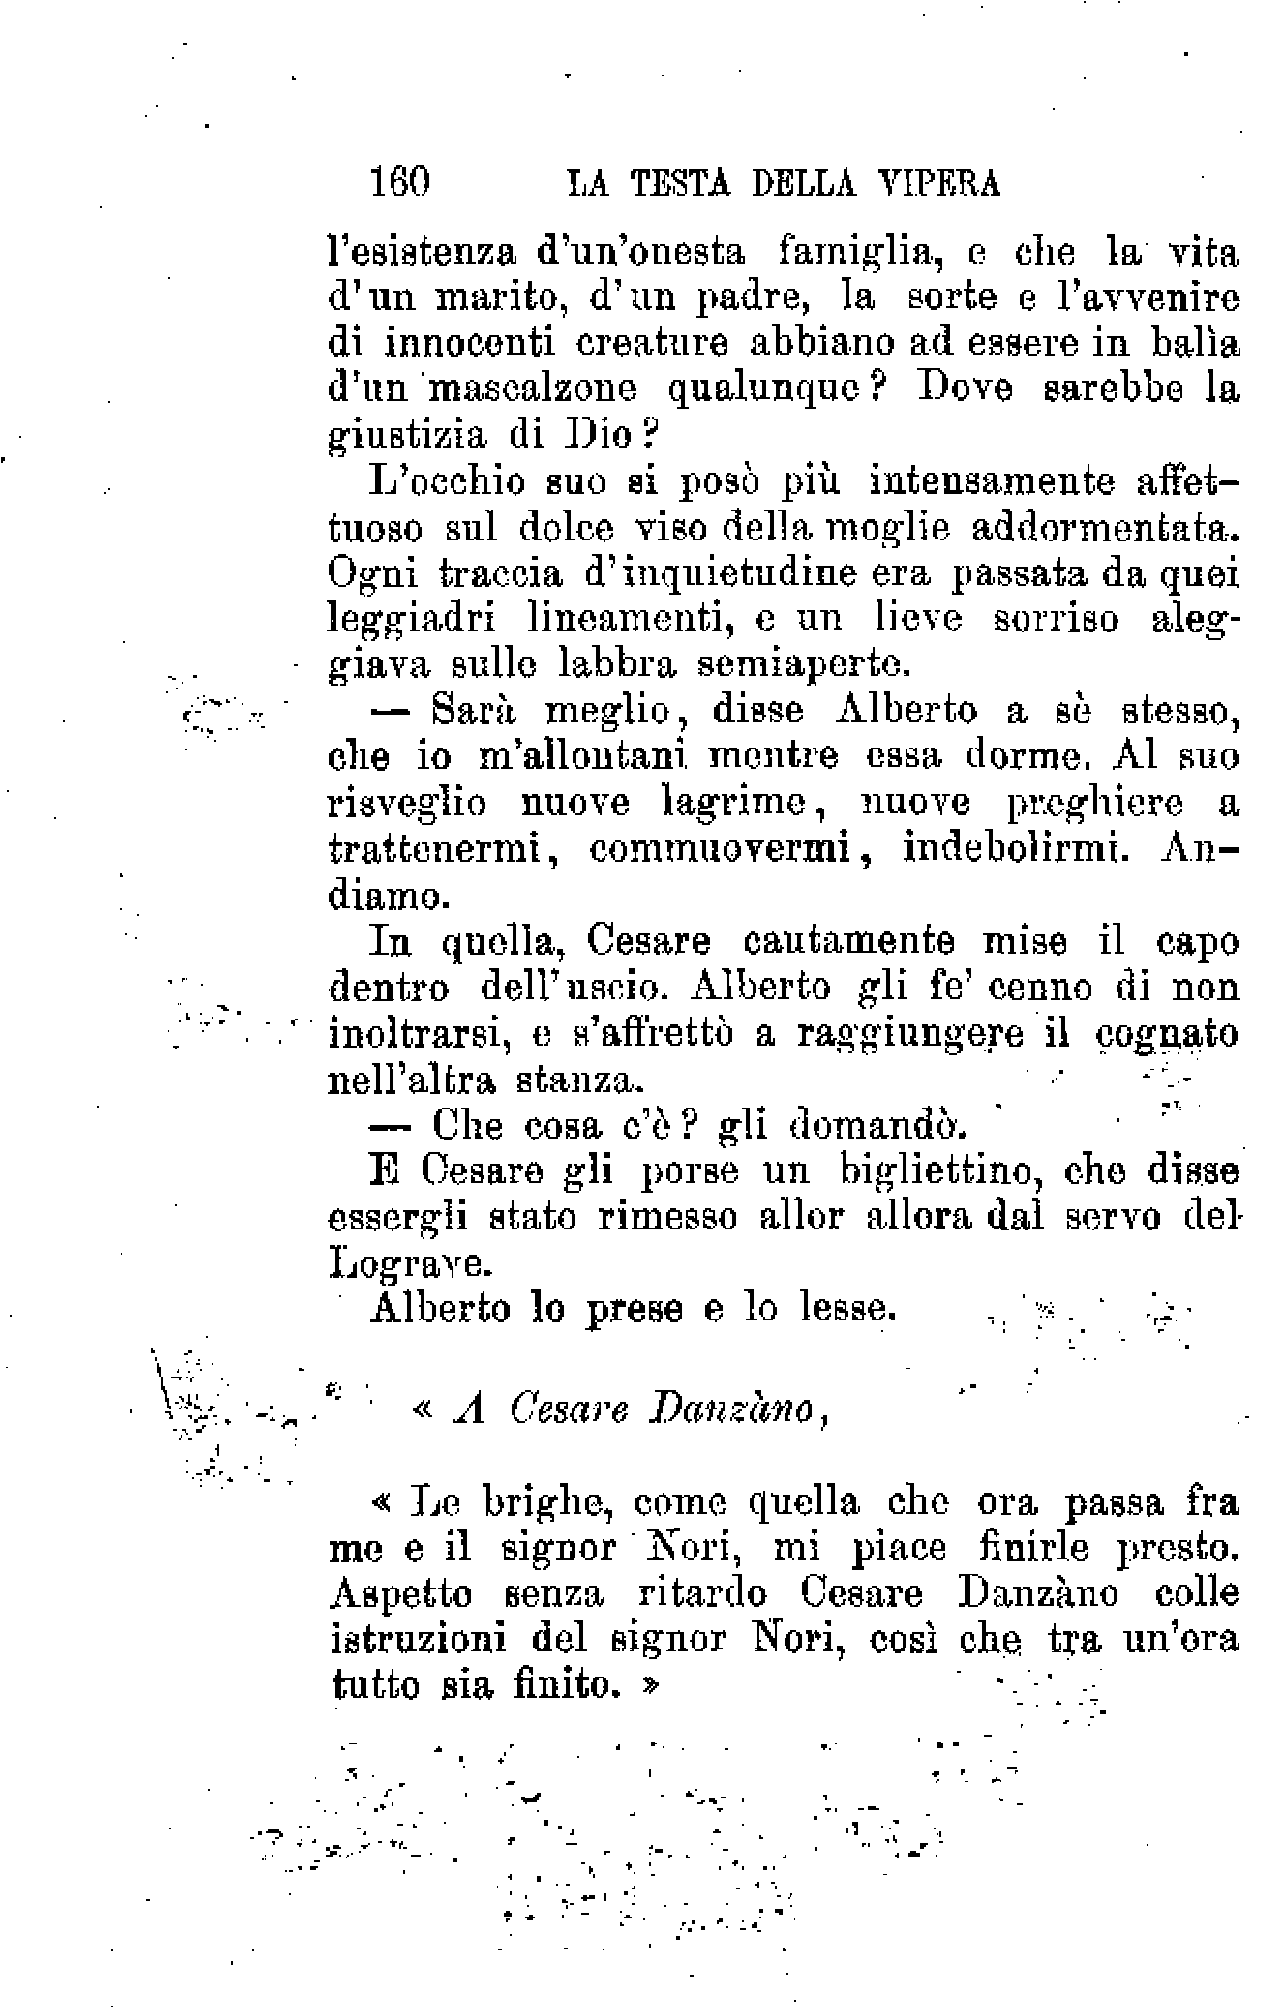 160 LA TESTA DELLA VIPERA
l'esistenza d'un'onesta famiglia, e che la vita
d'un marito, d'un padre, la sorte e l'avvenire
di innocenti creature abbiano ad essere in balìa
d'un mascalzone qualunque? Dove sarebbe la
giustizia di Dio?
L'occhio suo si posò più intensamente affet-
tuoso sul dolce viso della moglie addormentata.
Ogni traccia d'inquietudine era passata da quei
leggiadri lineamenti, e un lieve sorriso aleg-
giava sulle labbra semiaperte.
— Sarà meglio, disse Alberto a sè stesso,
che io m'allontani mentre essa dorme. Al suo
risveglio nuove lagrime, nuove preghiere a
trattenermi, commuovermi, indebolirmi. An-
diamo.
In quella, Cesare cautamente mise il capo
dentro dell'uscio. Alberto gli fe' cenno di non
inoltrarsi, e s'affrettò a raggiungere il cognato
nell'altra stanza.
— Che cosa c'è? gli domandò.
E Cesare gli porse un bigliettino, che disse
essergli stato rimesso allor allora dal servo del
Lograve.
Alberto lo prese e lo lesse.
« A Cesare Danzàno,
« Le brighe, come quella che ora passa fra
me e il signor Nori, mi piace finirle presto.
Aspetto senza ritardo Cesare Danzàno colle
istruzioni del signor Nori, così che tra un'ora
tutto sia finito. »